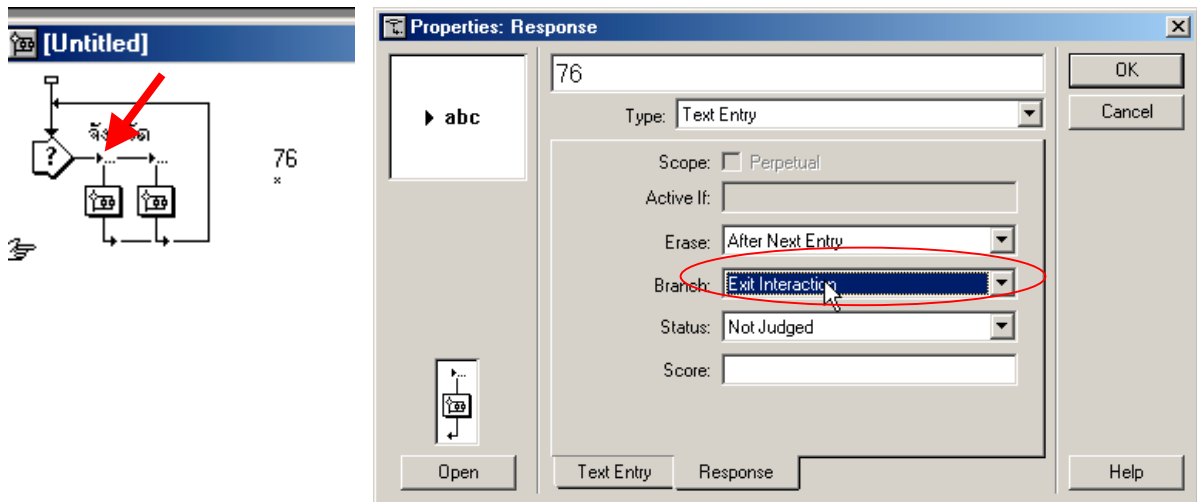 [Untitled]
?
76
Properties: Response
76
OK
Cancel
abc
Type: Text Entry
Scope: Perpetual
Active If:
Erase: After Next Entry
Branch: Exit Interaction
Status: Not Judged
Score:
Open
Text Entry
Response
Help